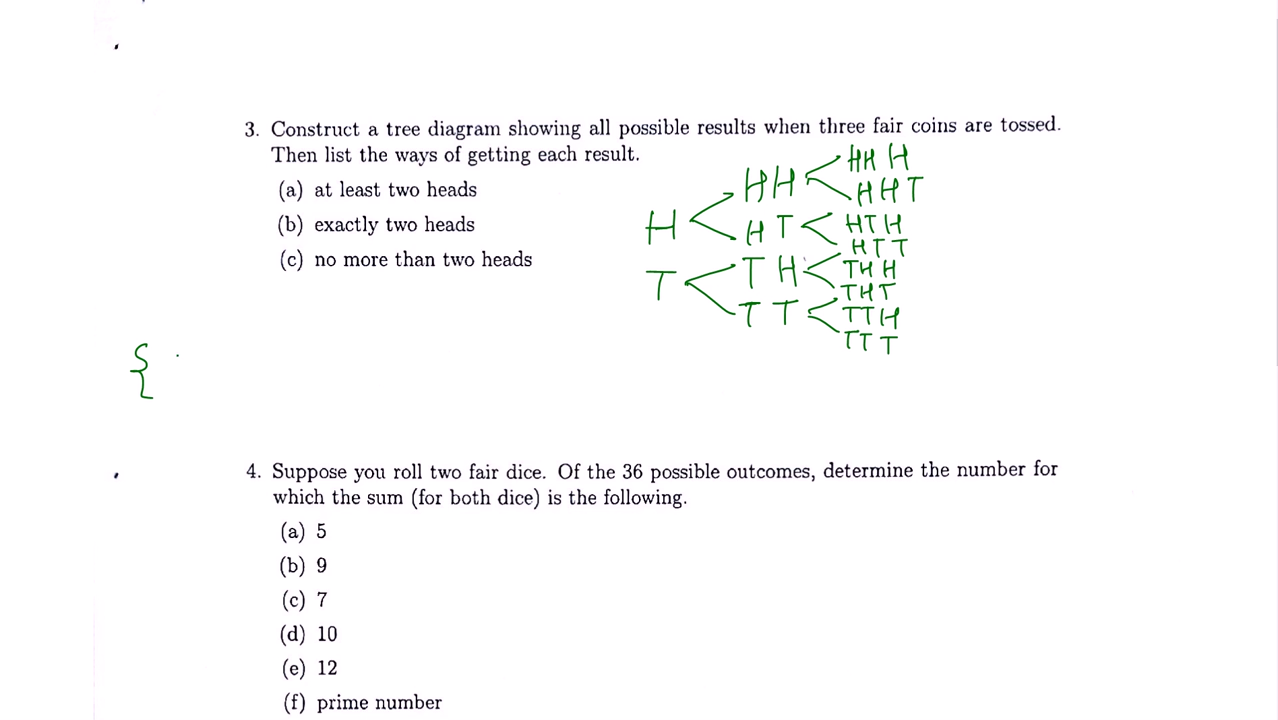 3. Construct a tree diagram showing all possible results when three fair coins are tossed.
Then list the ways of getting each result.
(a) at least two heads
(b) exactly two heads
(c) no more than two heads
H
T
HH
HT
TH
TT
HHH
HHT
HTH
HTT
THH
THT
TTH
TTT
{
4. Suppose you roll two fair dice. Of the 36 possible outcomes, determine the number for
which the sum (for both dice) is the following.
(a) 5
(b) 9
(c) 7
(d) 10
(e) 12
(f) prime number